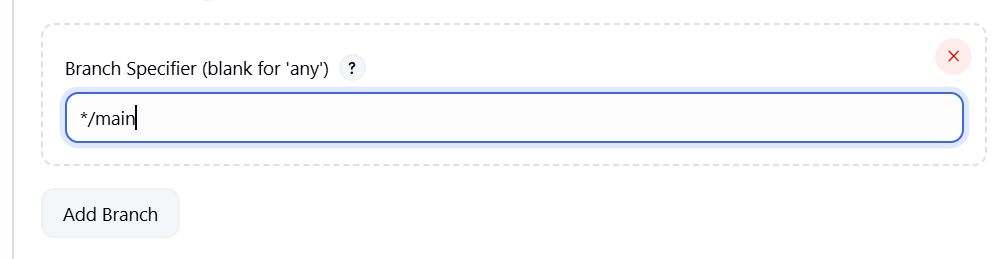 Branch Specifier (blank for 'any') ?
*/main
Add Branch